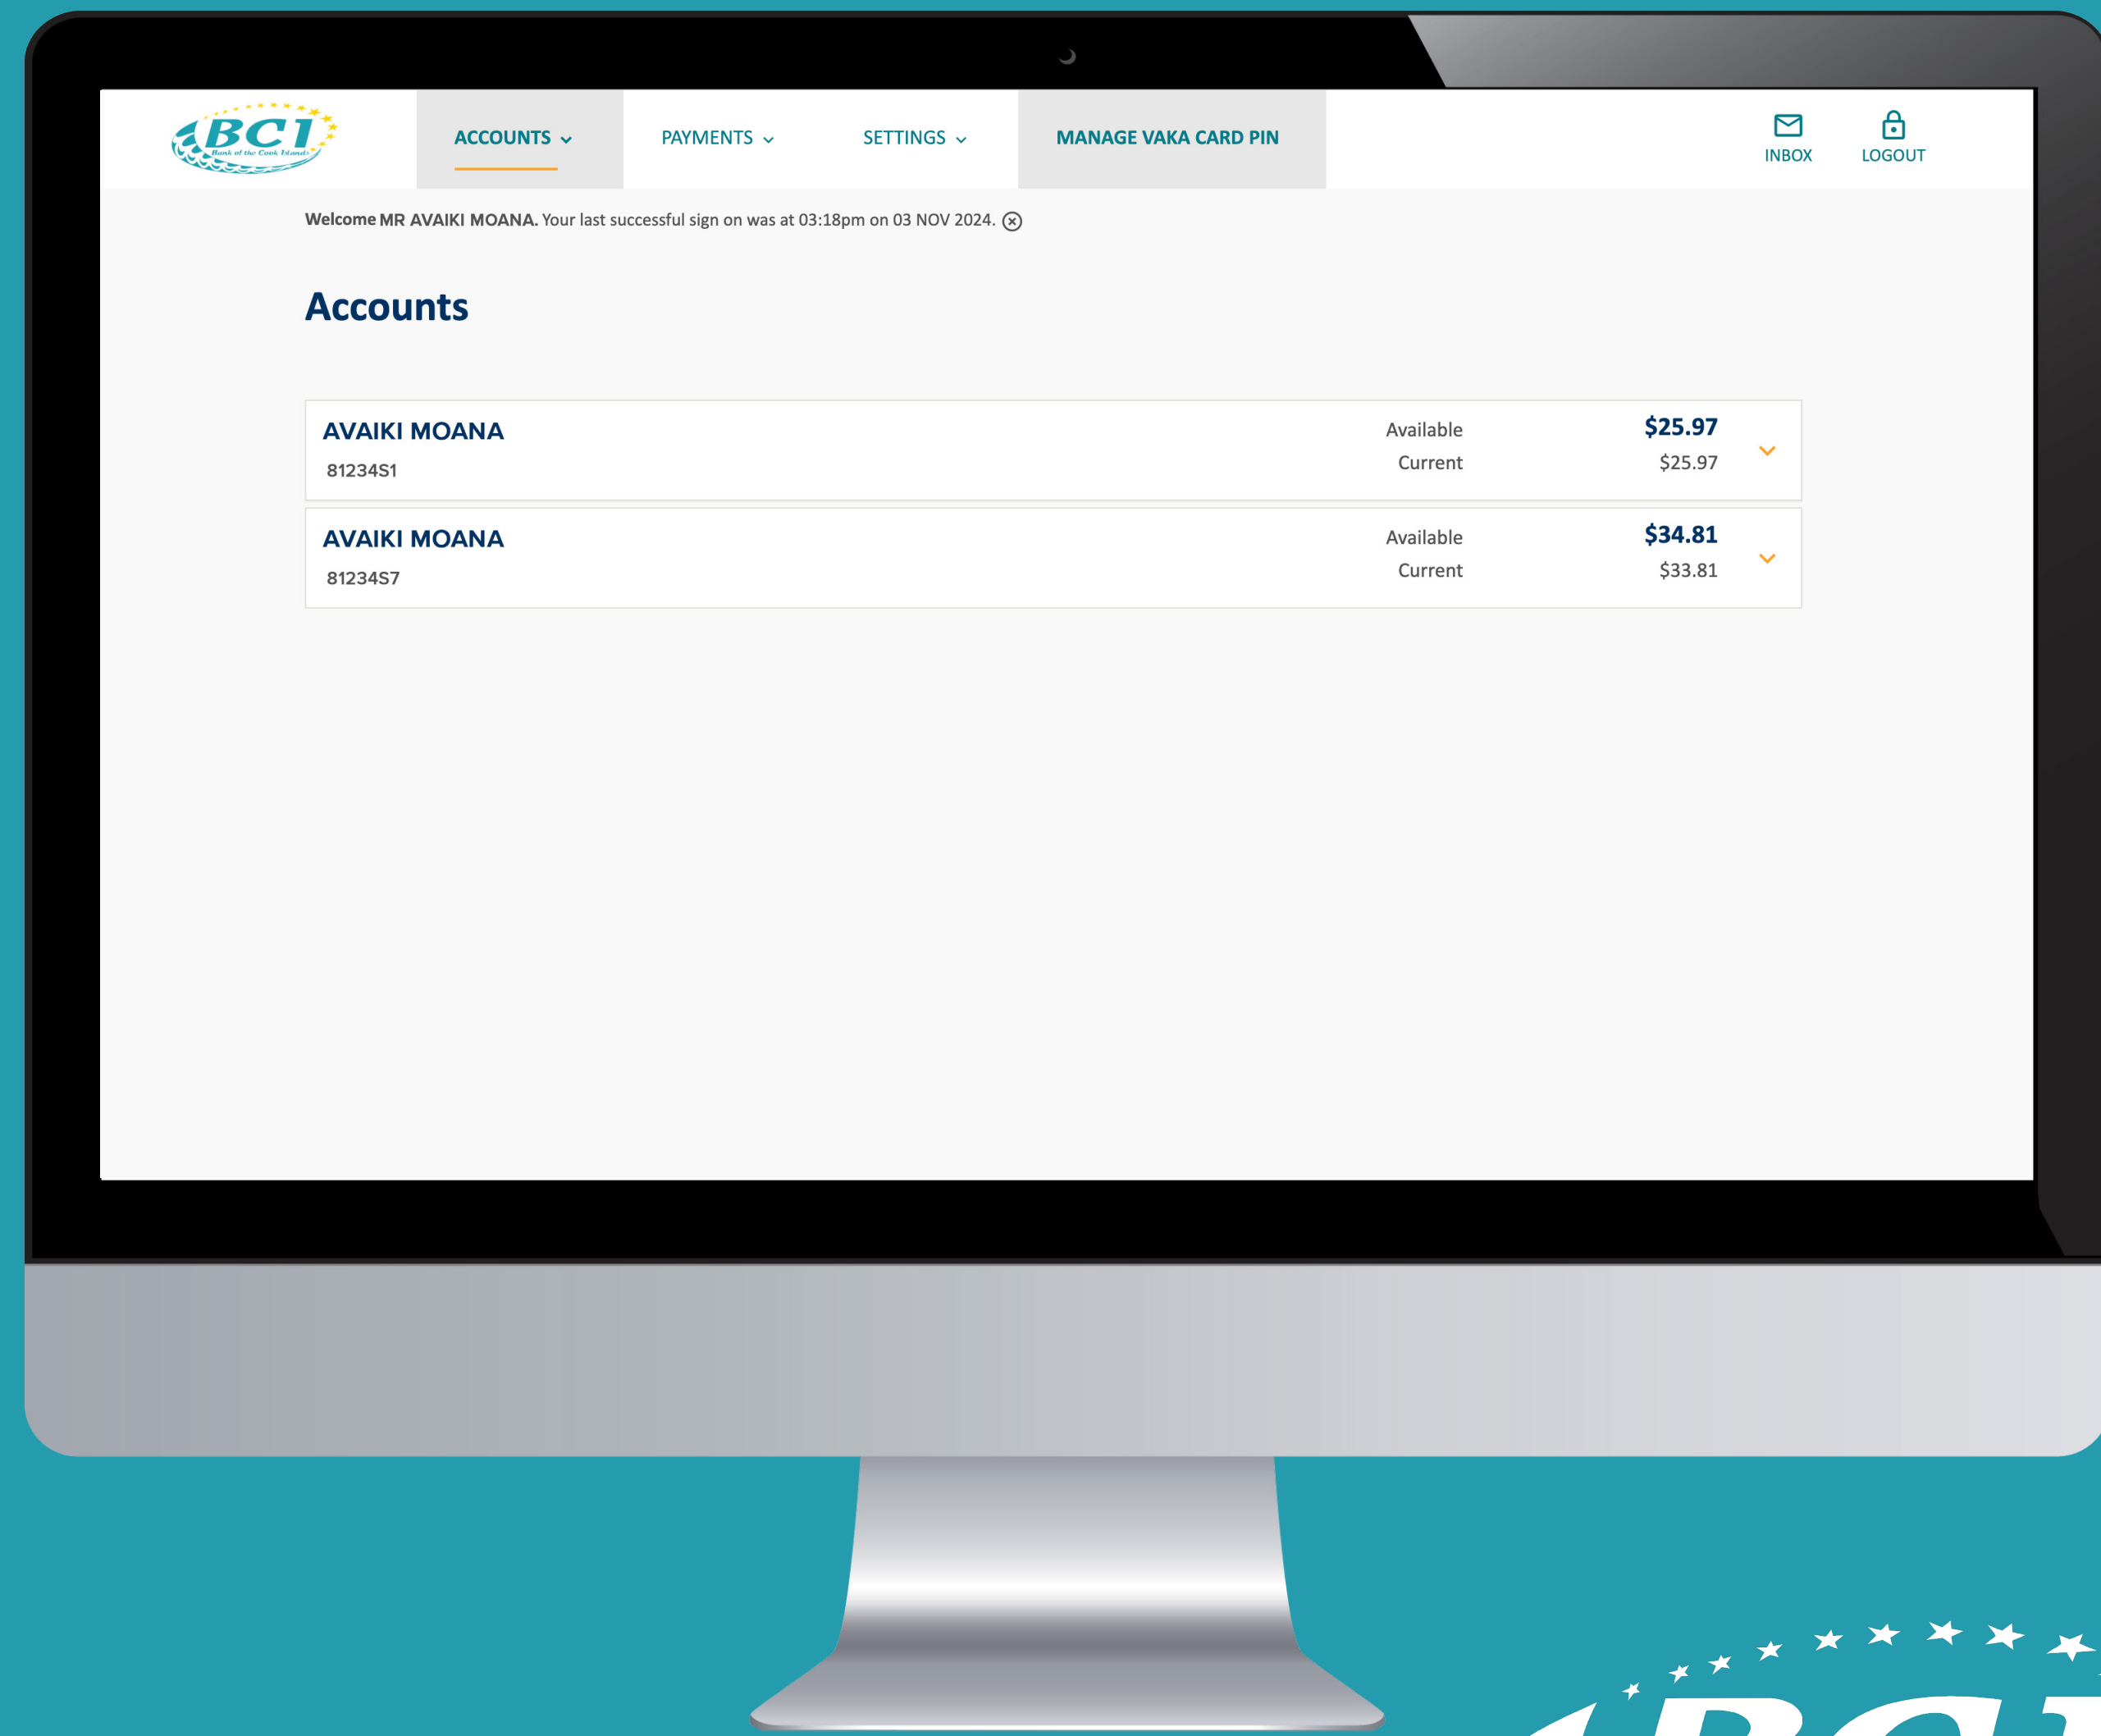 BCI
Bank of the Cook Islands
ACCOUNTS
PAYMENTS
SETTINGS
MANAGE VAKA CARD PIN
INBOX
LOGOUT
Welcome MR AVAIKI MOANA. Your last successful sign on was at 03:18pm on 03 NOV 2024.
Accounts
AVAIKI MOANA
Available $25.97
81234S1
Current $25.97
AVAIKI MOANA
Available $34.81
81234S7
Current $33.81
BCI